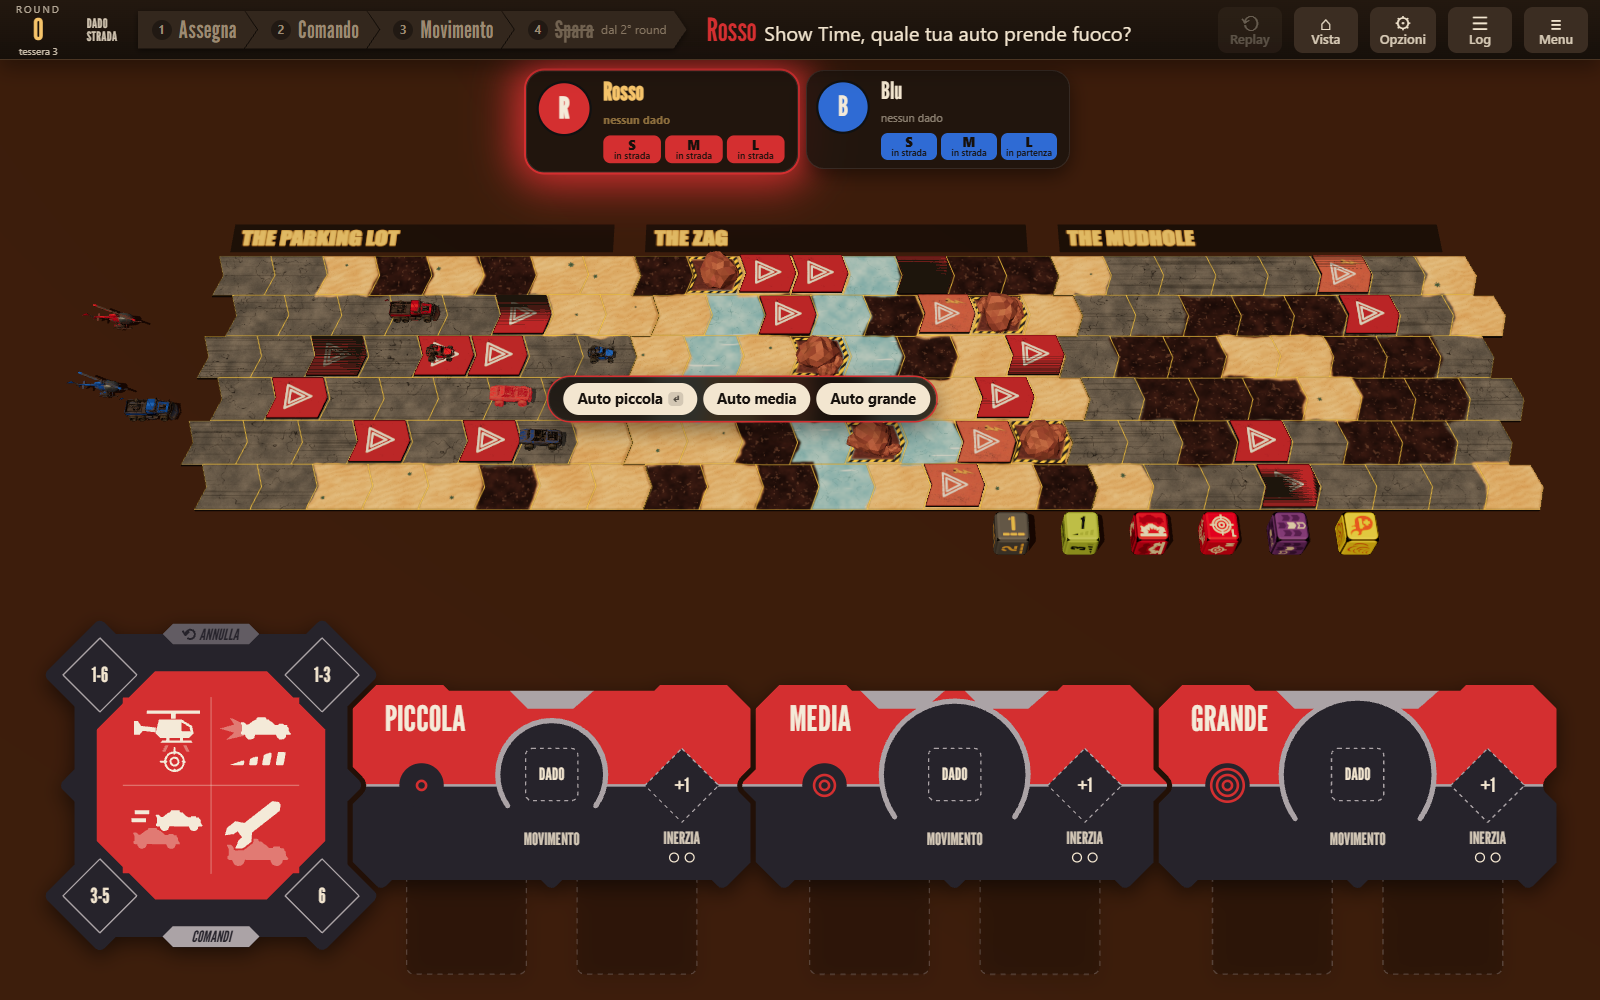 ROUND
0
tessera 3
DADO
STRADA
1 Assegna
2 Comando
3 Movimento
4 Spara dal 2° round
Rosso Show Time, quale tua auto prende fuoco?
Replay
Vista
Opzioni
Log
Menu
R
Rosso
nessun dado
S
in strada
M
in strada
L
in strada
B
Blu
nessun dado
S
in strada
M
in strada
L
in partenza
THE PARKING LOT
THE ZAG
THE MUDHOLE
Auto piccola
Auto media
Auto grande
1
2
1
ANNULLA
1-6
1-3
3-5
6
COMANDI
PICCOLA
DADO
MOVIMENTO
+1
INERZIA
MEDIA
DADO
MOVIMENTO
+1
INERZIA
GRANDE
DADO
MOVIMENTO
+1
INERZIA